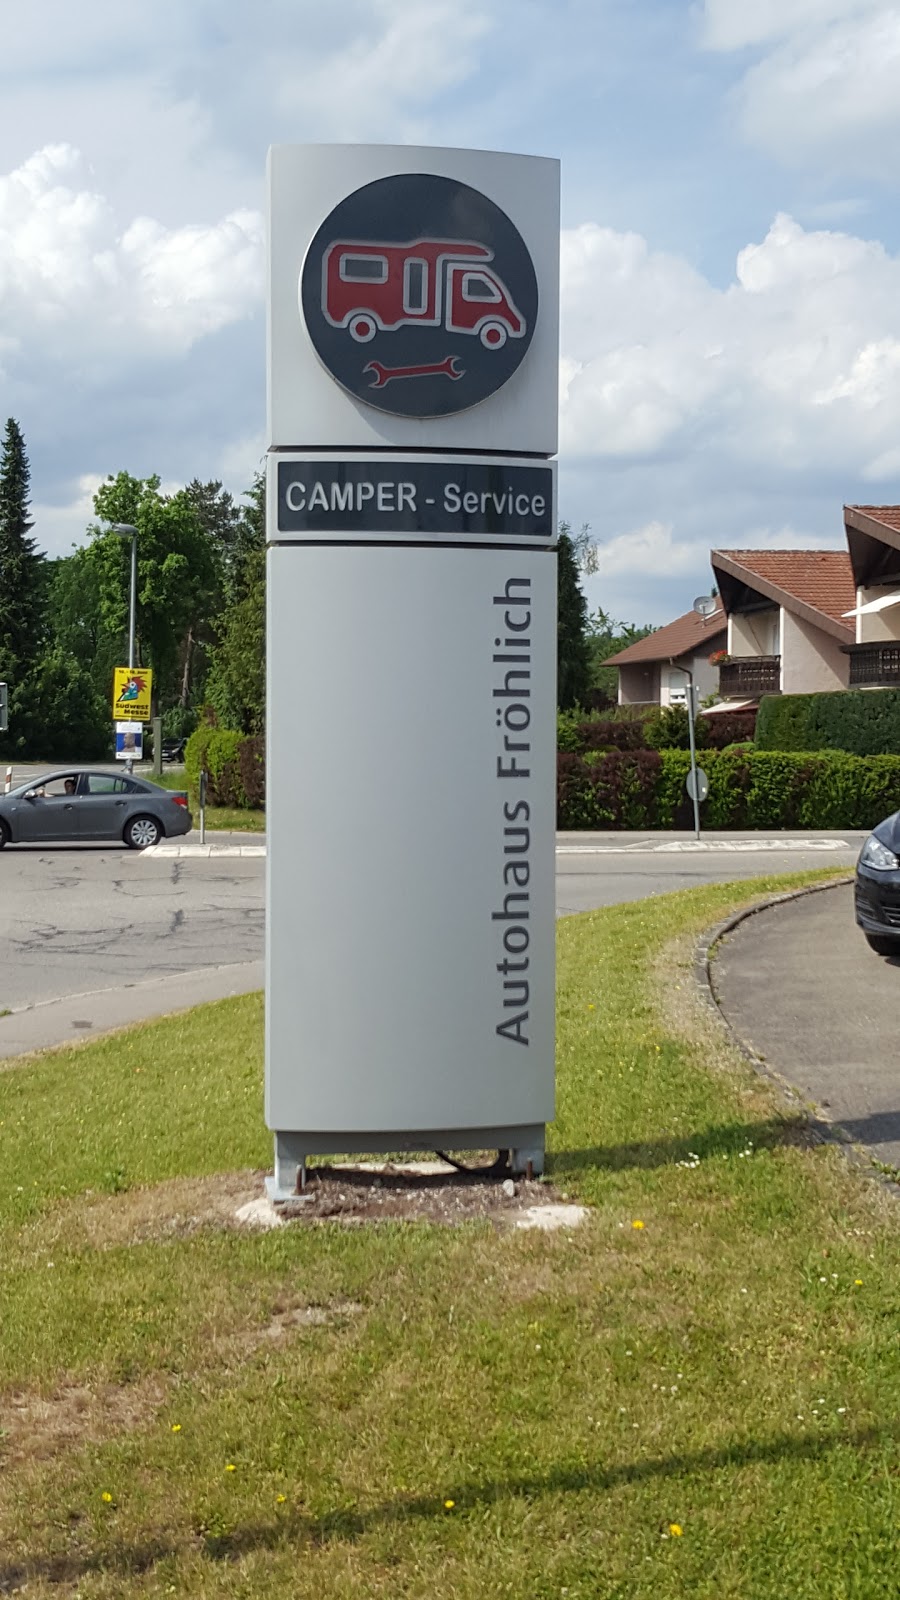 CAMPER - Service
Autohaus Fröhlich
Südwest
Messe